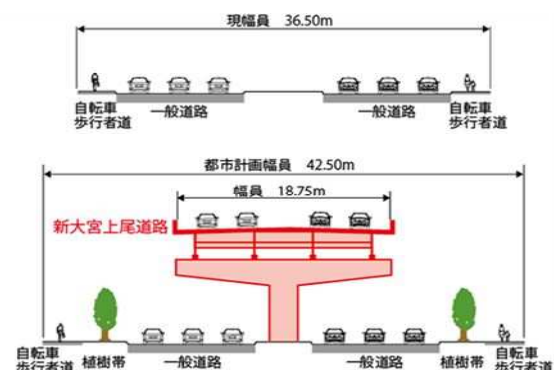 現幅員 36.50m
自転車
歩行者道
一般道路
一般道路
自転車
歩行者道
都市計画幅員 42.50m
幅員 18.75m
新大宮上尾道路
自転車
歩行者道
植樹帯
一般道路
一般道路
植樹帯
自転車
歩行者道